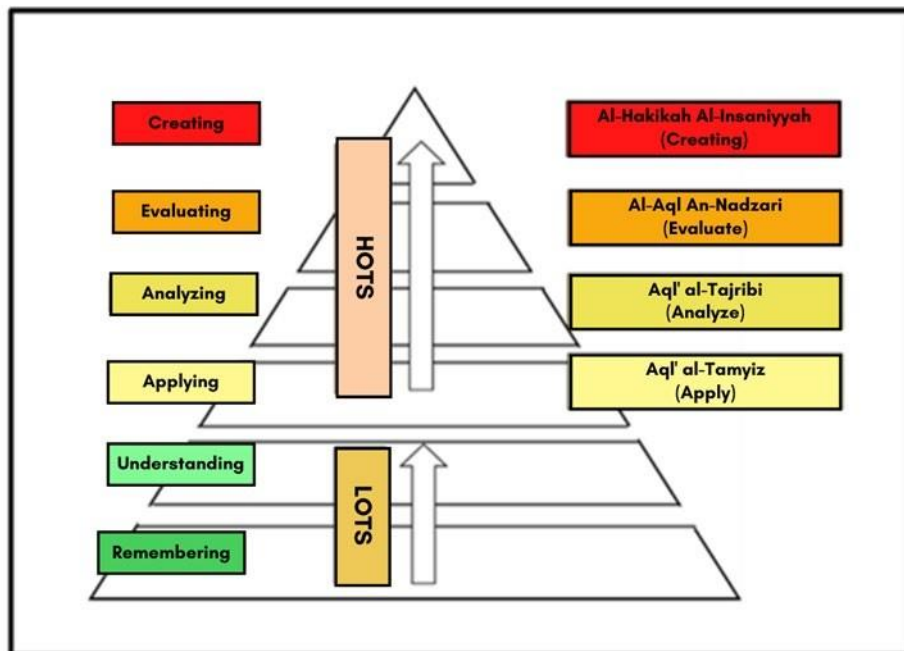 Creating
Al-Hakikah Al-Insaniyyah
(Creating)
HOTS
Evaluating
Al-Aql An-Nadzari
(Evaluate)
Analyzing
Aql' al-Tajribi
(Analyze)
Applying
Aql' al-Tamyiz
(Apply)
Understanding
LOTS
Remembering